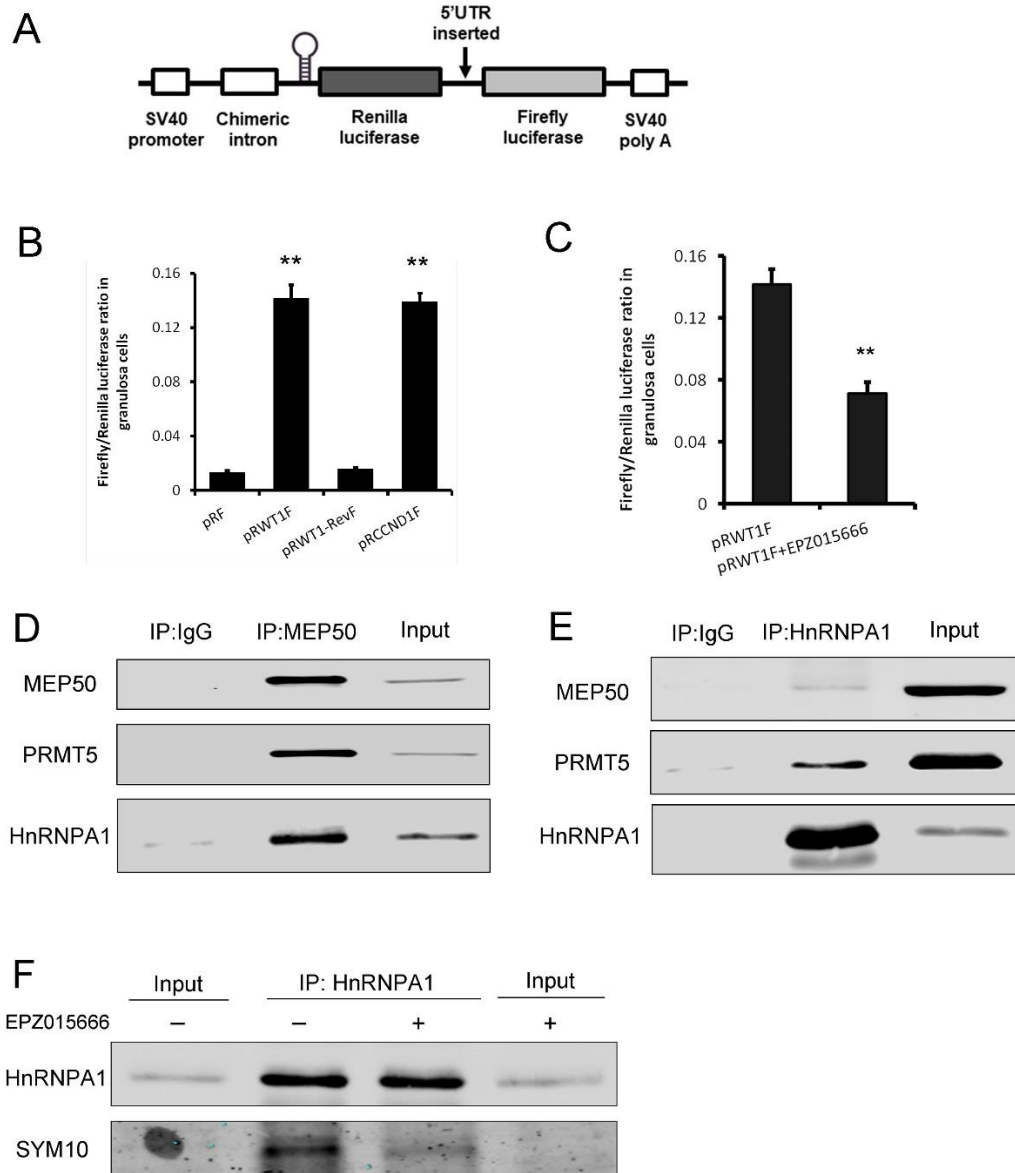 A
5'UTR
inserted
SV40
promoter
Chimeric
intron
Renilla
luciferase
Firefly
luciferase
SV40
poly A
B
Firefly/Renilla luciferase ratio in
granulosa cells
0.16
0.12
0.08
0.04
0
**
**
pRF
pRWT1F
pRWT1-RevF
pRCCND1F
C
Firefly/Renilla luciferase ratio in
granulosa cells
0.16
0.12
0.08
0.04
0
**
pRWT1F
pRWT1F+EPZ015666
D
IP:IgG IP:MEP50 Input
MEP50
PRMT5
HnRNPA1
E
IP:IgG IP:HnRNPA1 Input
MEP50
PRMT5
HnRNPA1
F
Input IP: HnRNPA1 Input
EPZ015666 – – + +
HnRNPA1
SYM10